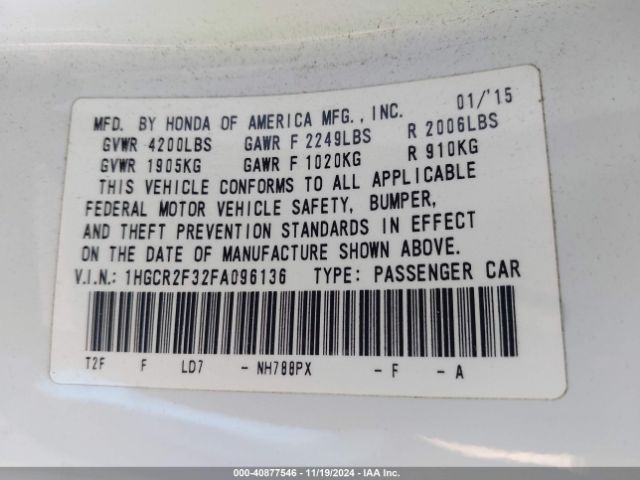 MFD. BY HONDA OF AMERICA MFG., INC. 01/'15
GVWR 4200LBS GAWR F 2249LBS R 2006LBS
GVWR 1905KG GAWR F 1020KG R 910KG
THIS VEHICLE CONFORMS TO ALL APPLICABLE
FEDERAL MOTOR VEHICLE SAFETY, BUMPER,
AND THEFT PREVENTION STANDARDS IN EFFECT
ON THE DATE OF MANUFACTURE SHOWN ABOVE.
V.I.N.: 1HGCR2F32FA096136 TYPE: PASSENGER CAR
T2F F LD7 - NH788PX - F - A
000-40877546 - 11/19/2024 - IAA Inc.